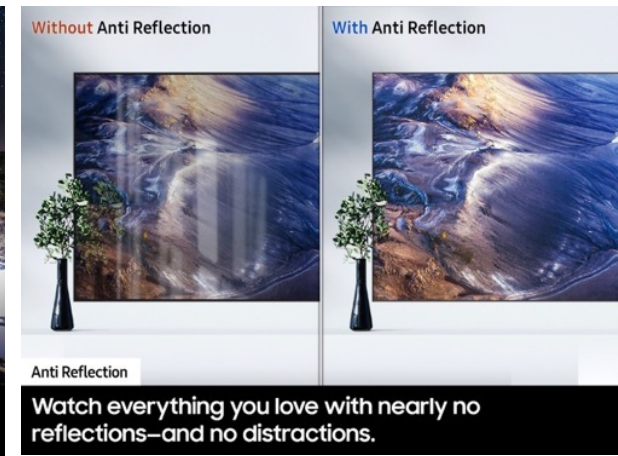 Without Anti Reflection
With Anti Reflection
Anti Reflection
Watch everything you love with nearly no
reflections—and no distractions.